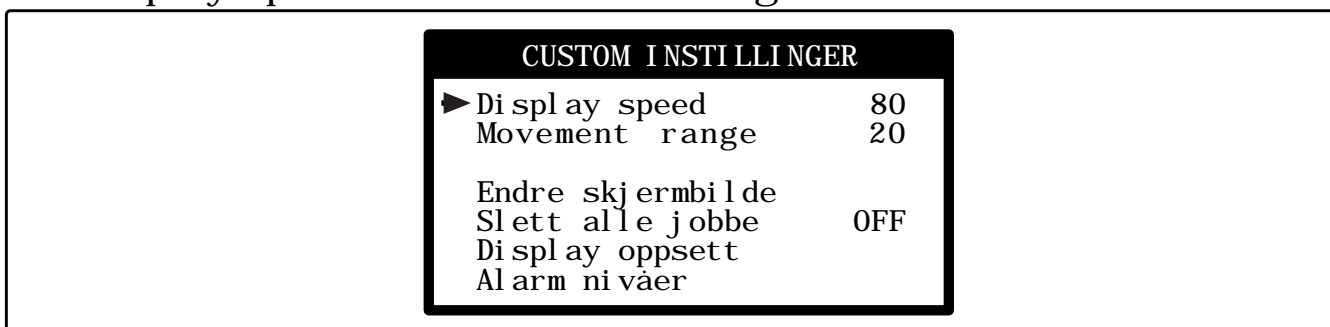 CUSTOM INSTILLINGER
Display speed 80
Movement range 20
Endre skjermbilde
Slett alle jobbe OFF
Display oppsett
Alarm nivåer